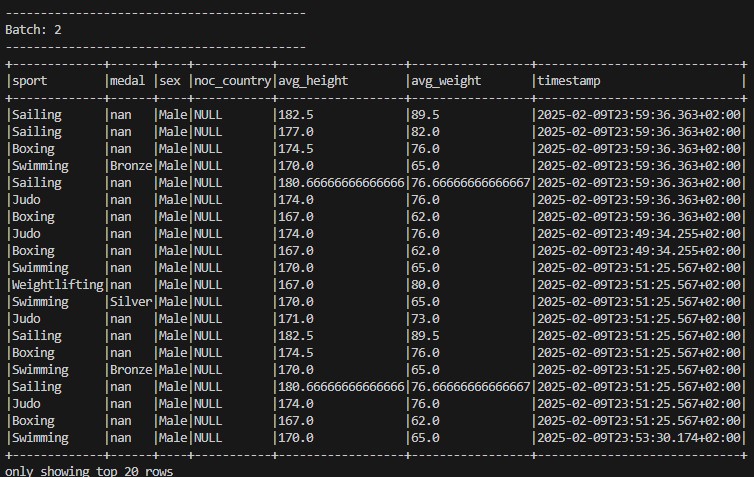 -------------------------------------------
Batch: 2
-------------------------------------------
+-------------+------+----+-----------+------------------+-----------------+-----------------------------+
|sport        |medal |sex |noc_country|avg_height        |avg_weight       |timestamp                    |
+-------------+------+----+-----------+------------------+-----------------+-----------------------------+
|Sailing      |nan   |Male|NULL       |182.5             |89.5             |2025-02-09T23:59:36.363+02:00|
|Sailing      |nan   |Male|NULL       |177.0             |82.0             |2025-02-09T23:59:36.363+02:00|
|Boxing       |nan   |Male|NULL       |174.5             |76.0             |2025-02-09T23:59:36.363+02:00|
|Swimming     |Bronze|Male|NULL       |170.0             |65.0             |2025-02-09T23:59:36.363+02:00|
|Sailing      |nan   |Male|NULL       |180.66666666666666|76.66666666666667|2025-02-09T23:59:36.363+02:00|
|Judo         |nan   |Male|NULL       |174.0             |76.0             |2025-02-09T23:59:36.363+02:00|
|Boxing       |nan   |Male|NULL       |167.0             |62.0             |2025-02-09T23:59:36.363+02:00|
|Judo         |nan   |Male|NULL       |174.0             |76.0             |2025-02-09T23:49:34.255+02:00|
|Boxing       |nan   |Male|NULL       |167.0             |62.0             |2025-02-09T23:49:34.255+02:00|
|Swimming     |nan   |Male|NULL       |170.0             |65.0             |2025-02-09T23:51:25.567+02:00|
|Weightlifting|nan   |Male|NULL       |167.0             |80.0             |2025-02-09T23:51:25.567+02:00|
|Swimming     |Silver|Male|NULL       |170.0             |65.0             |2025-02-09T23:51:25.567+02:00|
|Judo         |nan   |Male|NULL       |171.0             |73.0             |2025-02-09T23:51:25.567+02:00|
|Sailing      |nan   |Male|NULL       |182.5             |89.5             |2025-02-09T23:51:25.567+02:00|
|Boxing       |nan   |Male|NULL       |174.5             |76.0             |2025-02-09T23:51:25.567+02:00|
|Swimming     |Bronze|Male|NULL       |170.0             |65.0             |2025-02-09T23:51:25.567+02:00|
|Sailing      |nan   |Male|NULL       |180.66666666666666|76.66666666666667|2025-02-09T23:51:25.567+02:00|
|Judo         |nan   |Male|NULL       |174.0             |76.0             |2025-02-09T23:51:25.567+02:00|
|Boxing       |nan   |Male|NULL       |167.0             |62.0             |2025-02-09T23:51:25.567+02:00|
|Swimming     |nan   |Male|NULL       |170.0             |65.0             |2025-02-09T23:53:30.174+02:00|
+-------------+------+----+-----------+------------------+-----------------+-----------------------------+
only showing top 20 rows